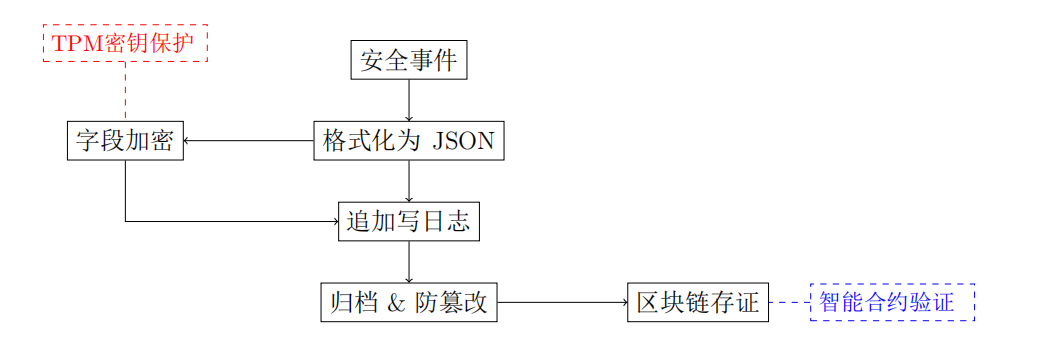 TPM密钥保护
安全事件
字段加密
格式化为 JSON
追加写日志
归档 & 防篡改
区块链存证
智能合约验证